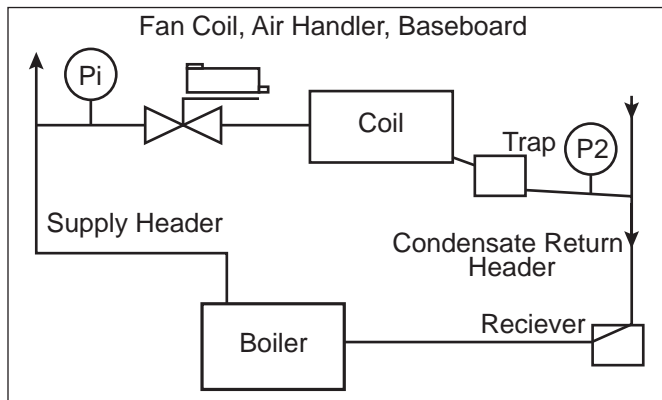 Fan Coil, Air Handler, Baseboard
Pi
Coil
Trap
P2
Supply Header
Condensate Return
Header
Reciever
Boiler